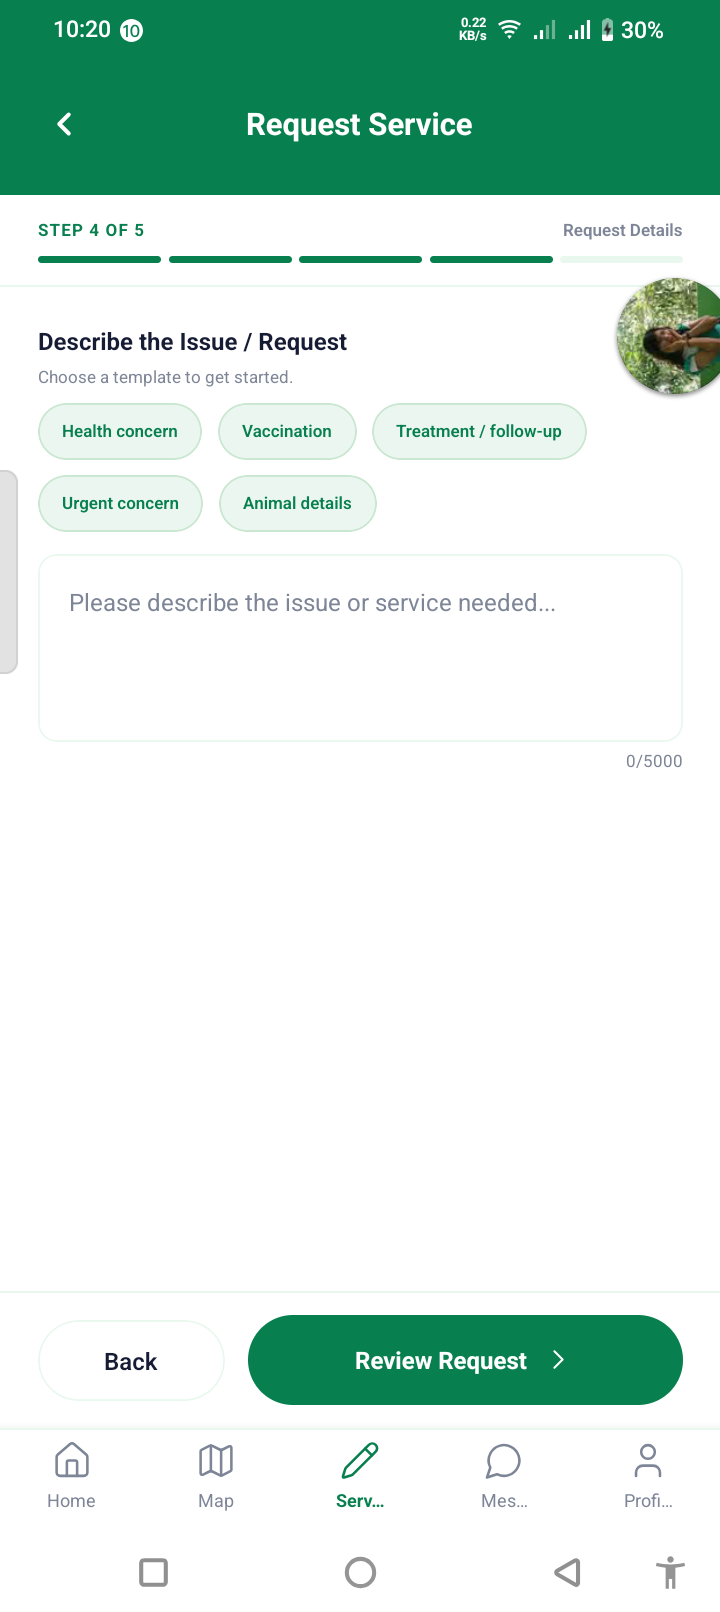 10:20 10 0.22 KB/s 30%
Request Service
STEP 4 OF 5 Request Details
Describe the Issue / Request
Choose a template to get started.
Health concern Vaccination Treatment / follow-up
Urgent concern Animal details
Please describe the issue or service needed...
0/5000
Back Review Request
Home Map Serv... Mes... Profi...